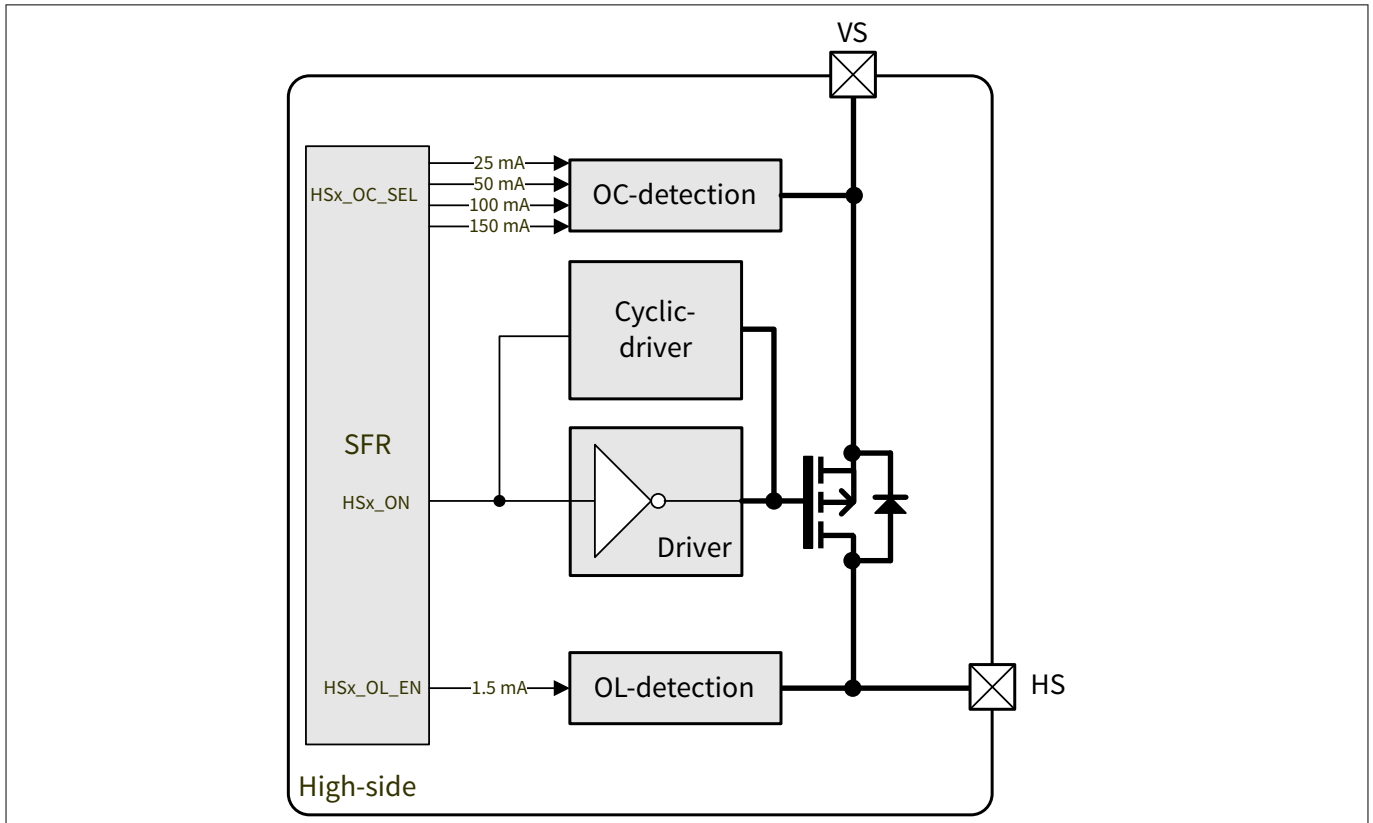 VS
25 mA
50 mA
100 mA
150 mA
HSx_OC_SEL
OC-detection
Cyclic-
driver
SFR
HSx_ON
Driver
HSx_OL_EN
1.5 mA
OL-detection
HS
High-side